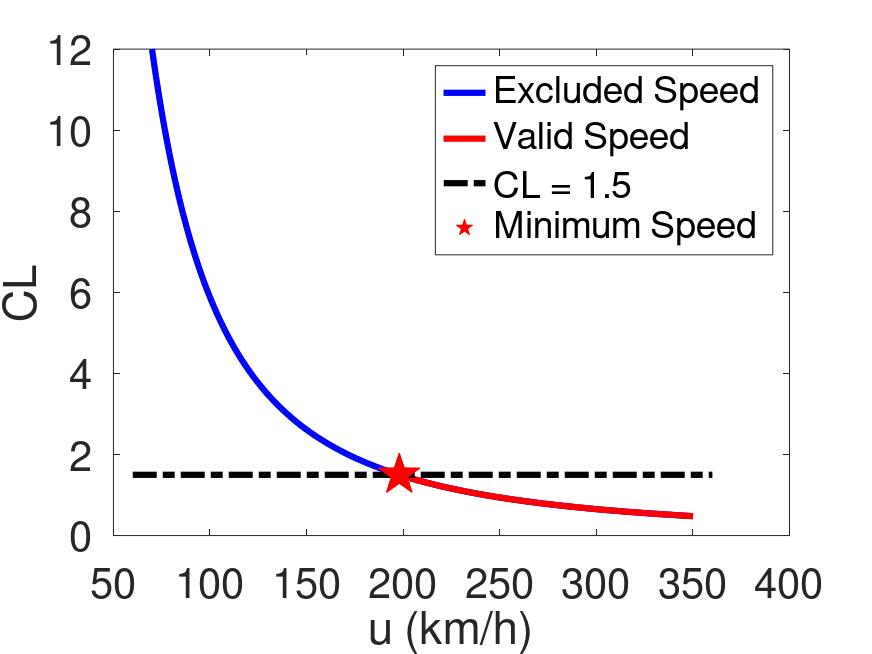 12
10
8
6
4
2
0
CL
Excluded Speed
Valid Speed
CL = 1.5
Minimum Speed
50 100 150 200 250 300 350 400
u (km/h)